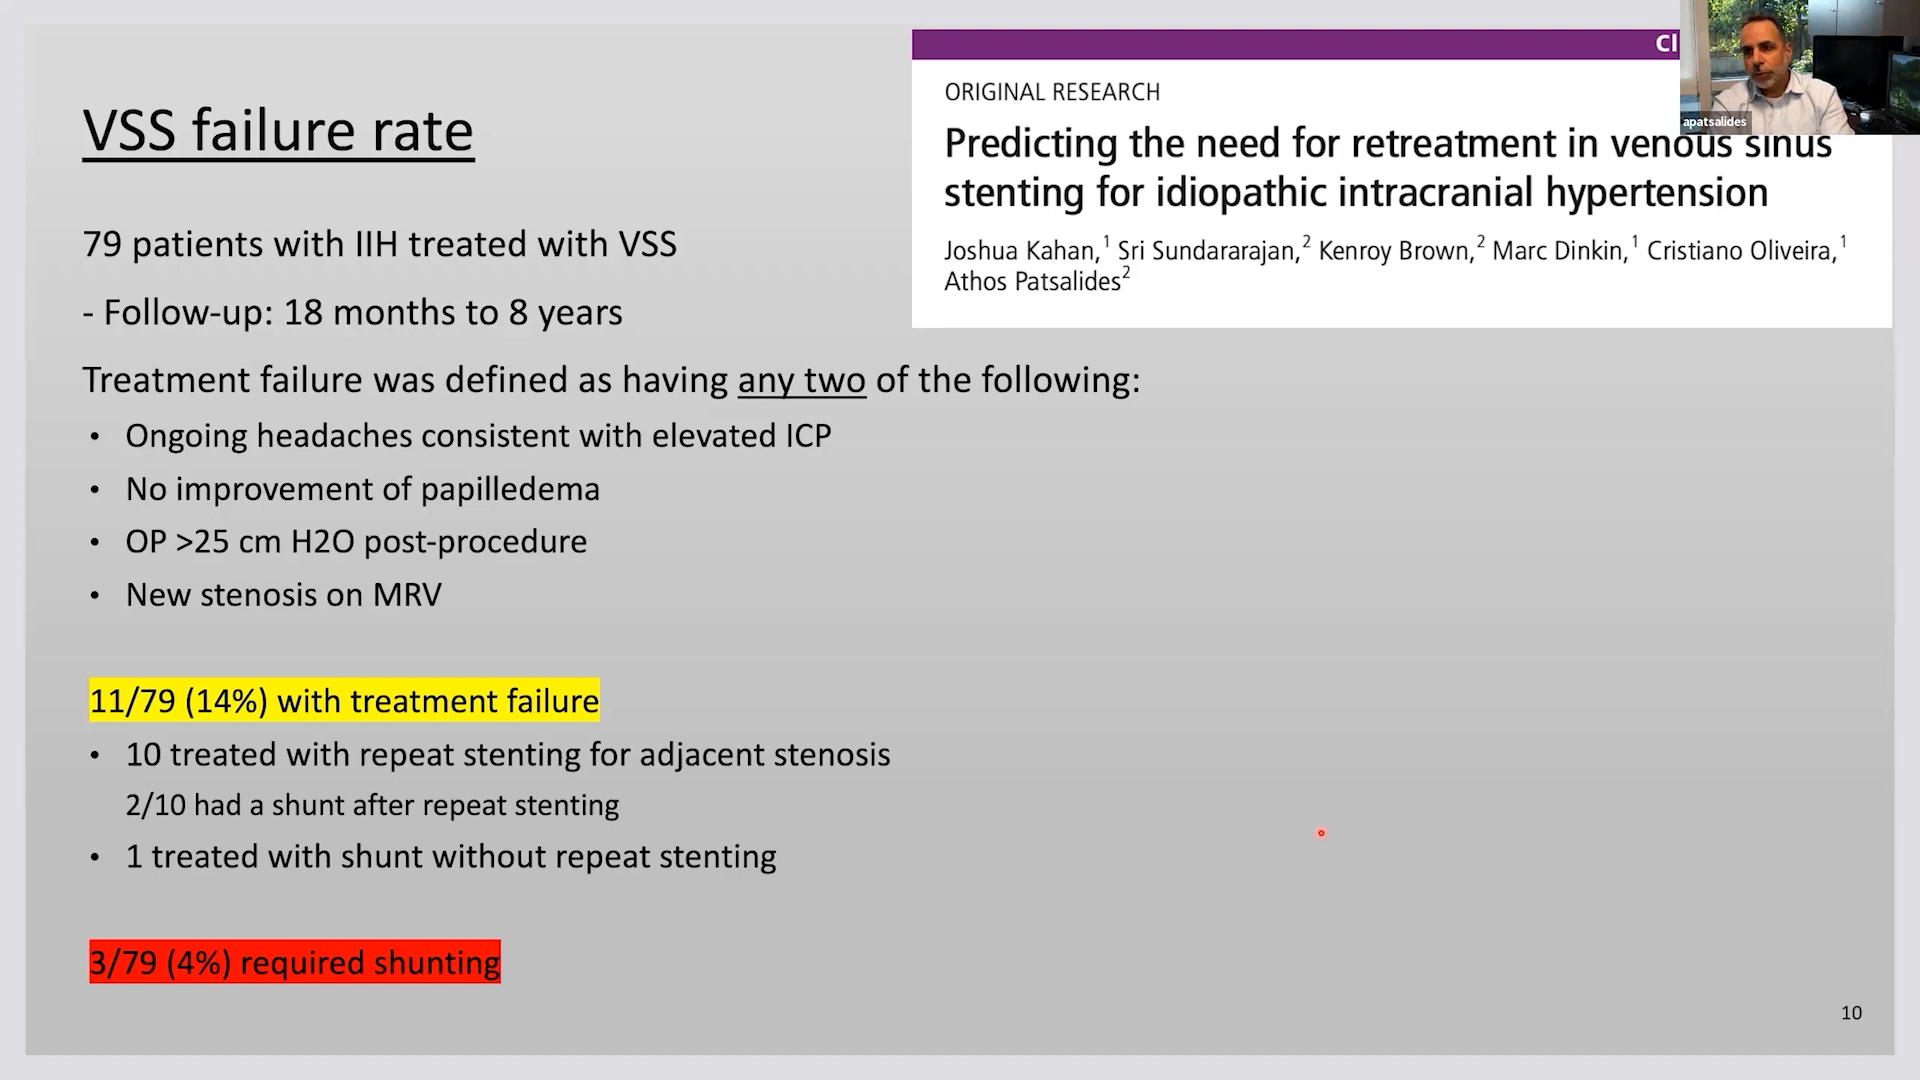 VSS failure rate
79 patients with IIH treated with VSS
- Follow-up: 18 months to 8 years
Treatment failure was defined as having any two of the following:
• Ongoing headaches consistent with elevated ICP
• No improvement of papilledema
• OP >25 cm H2O post-procedure
• New stenosis on MRV
11/79 (14%) with treatment failure
• 10 treated with repeat stenting for adjacent stenosis
2/10 had a shunt after repeat stenting
• 1 treated with shunt without repeat stenting
3/79 (4%) required shunting
ORIGINAL RESEARCH
Predicting the need for retreatment in venous sinus
stenting for idiopathic intracranial hypertension
Joshua Kahan,¹ Sri Sundararajan,² Kenroy Brown,² Marc Dinkin,¹ Cristiano Oliveira,¹
Athos Patsalides²
apatsalides
10